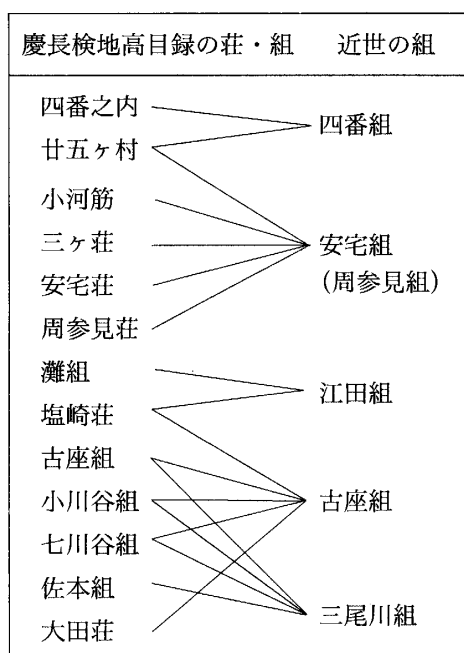 慶長検地高目録の荘・組　近世の組
四番之内
廿五ヶ村
小河筋
三ヶ荘
安宅荘
周参見荘
灘組
塩崎荘
古座組
小川谷組
七川谷組
佐本組
大田荘
四番組
安宅組
(周参見組)
江田組
古座組
三尾川組